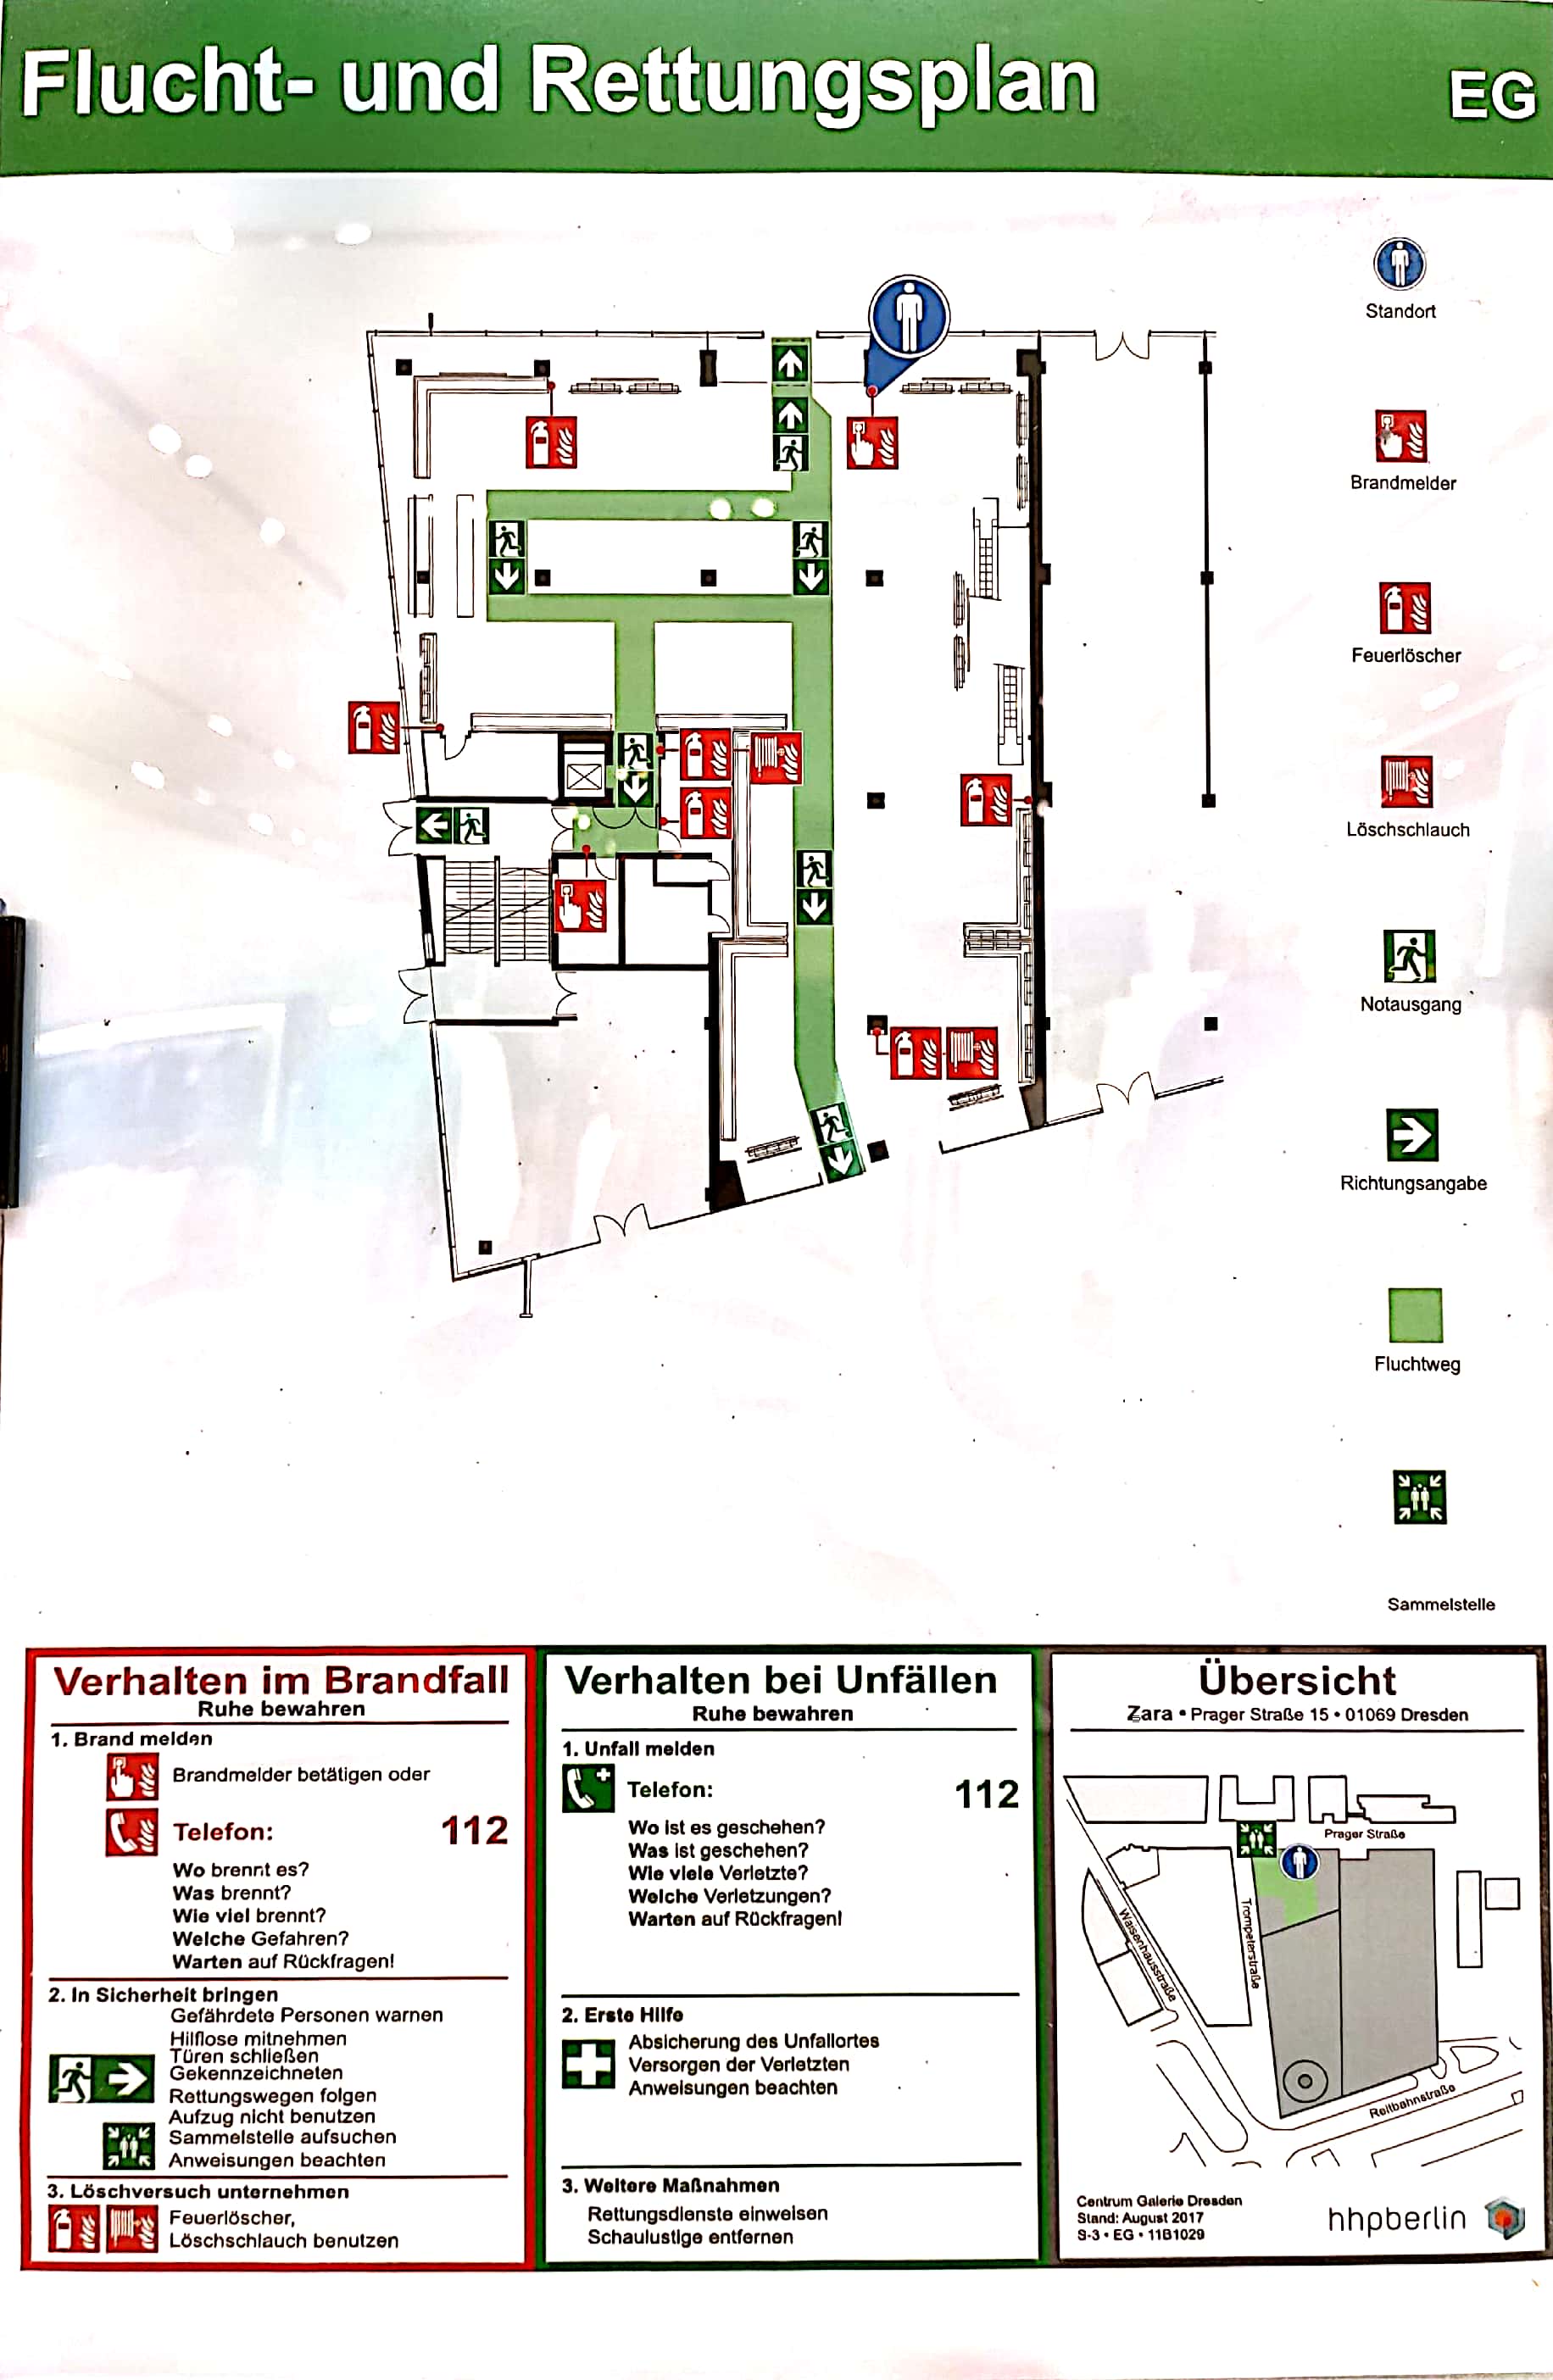 Flucht- und Rettungsplan
EG
Standort
Brandmelder
Feuerlöscher
Löschschlauch
Notausgang
Richtungsangabe
Fluchtweg
Sammelstelle
Verhalten im Brandfall
Ruhe bewahren
1. Brand melden
Brandmelder betätigen oder
Telefon: 112
Wo brennt es?
Was brennt?
Wie viel brennt?
Welche Gefahren?
Warten auf Rückfragen!
2. In Sicherheit bringen
Gefährdete Personen warnen
Hilflose mitnehmen
Türen schließen
Gekennzeichneten
Rettungswegen folgen
Aufzug nicht benutzen
Sammelstelle aufsuchen
Anweisungen beachten
3. Löschversuch unternehmen
Feuerlöscher,
Löschschlauch benutzen
Verhalten bei Unfällen
Ruhe bewahren
1. Unfall melden
Telefon: 112
Wo ist es geschehen?
Was ist geschehen?
Wie viele Verletzte?
Welche Verletzungen?
Warten auf Rückfragen!
2. Erste Hilfe
Absicherung des Unfallortes
Versorgen der Verletzten
Anweisungen beachten
3. Weitere Maßnahmen
Rettungsdienste einweisen
Schaulustige entfernen
Übersicht
Zara • Prager Straße 15 • 01069 Dresden
Prager Straße
Trompeterstraße
Waisenhausstraße
Reitbahnstraße
Centrum Galerie Dresden
Stand: August 2017
S-3 • EG • 11B1029
hhpberlin